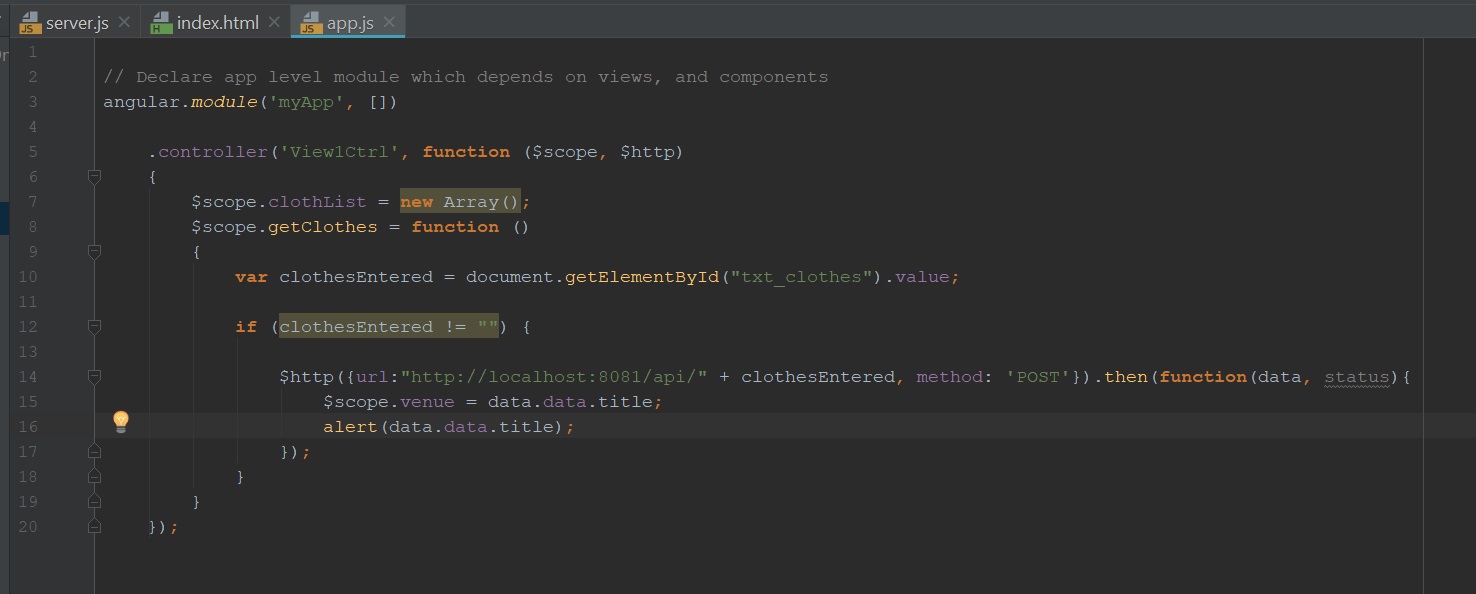 server.js index.html app.js
1
2 // Declare app level module which depends on views, and components
3 angular.module('myApp', [])
4
5 .controller('View1Ctrl', function ($scope, $http)
6 {
7 $scope.clothList = new Array();
8 $scope.getClothes = function ()
9 {
10 var clothesEntered = document.getElementById("txt_clothes").value;
11
12 if (clothesEntered != "") {
13
14 $http({url:"http://localhost:8081/api/" + clothesEntered, method: 'POST'}).then(function(data, status){
15 $scope.venue = data.data.title;
16 alert(data.data.title);
17 });
18 }
19 }
20 });